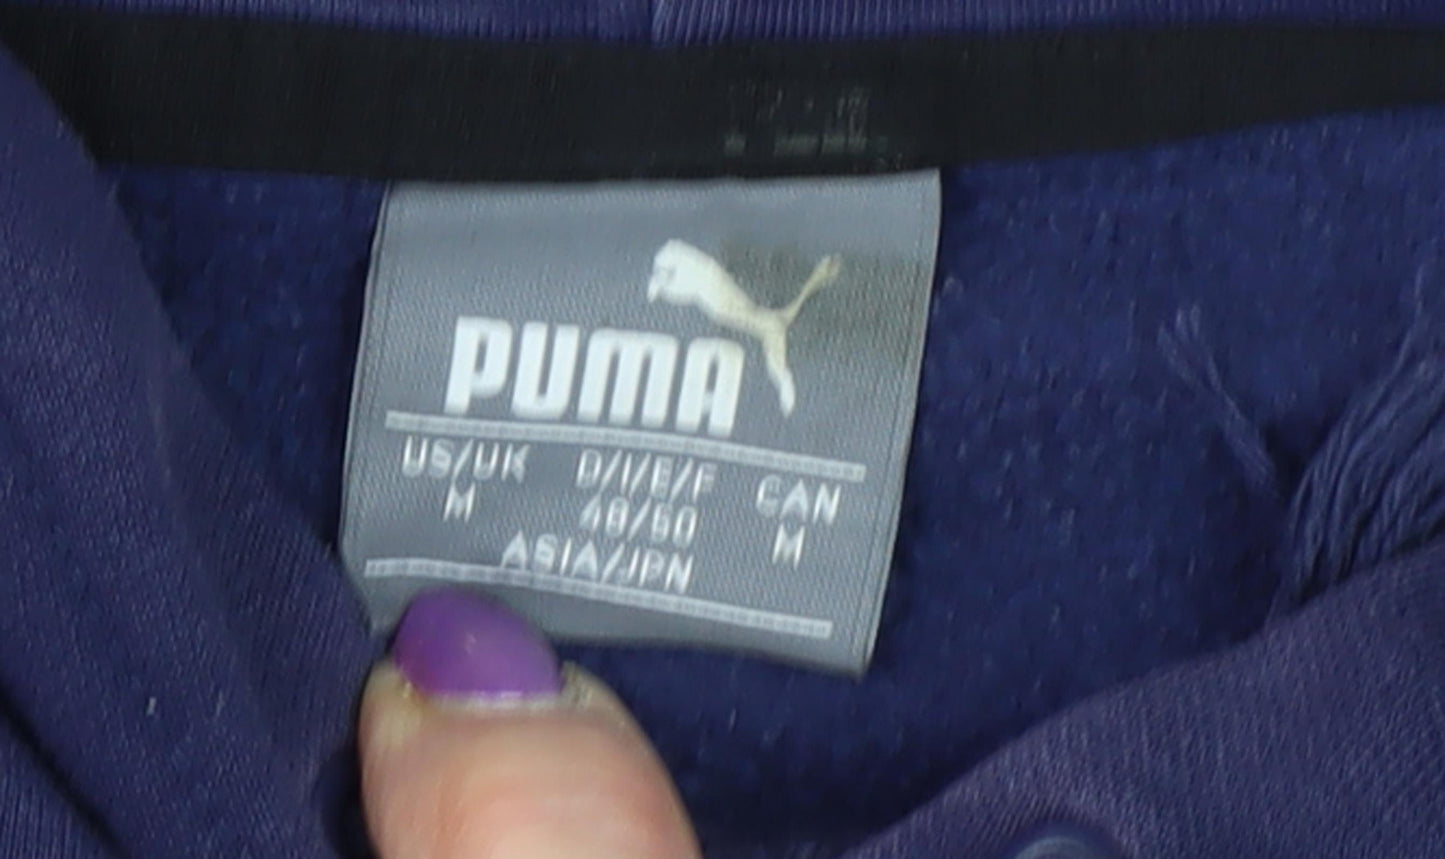 PUMA
US/UK D/I/E/F CAN
M 48/50 M
ASIA/JPN